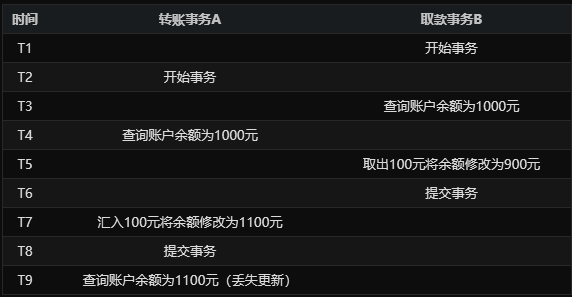 时间 转账事务A 取款事务B
T1 开始事务
T2 开始事务
T3 查询账户余额为1000元
T4 查询账户余额为1000元
T5 取出100元将余额修改为900元
T6 提交事务
T7 汇入100元将余额修改为1100元
T8 提交事务
T9 查询账户余额为1100元（丢失更新）